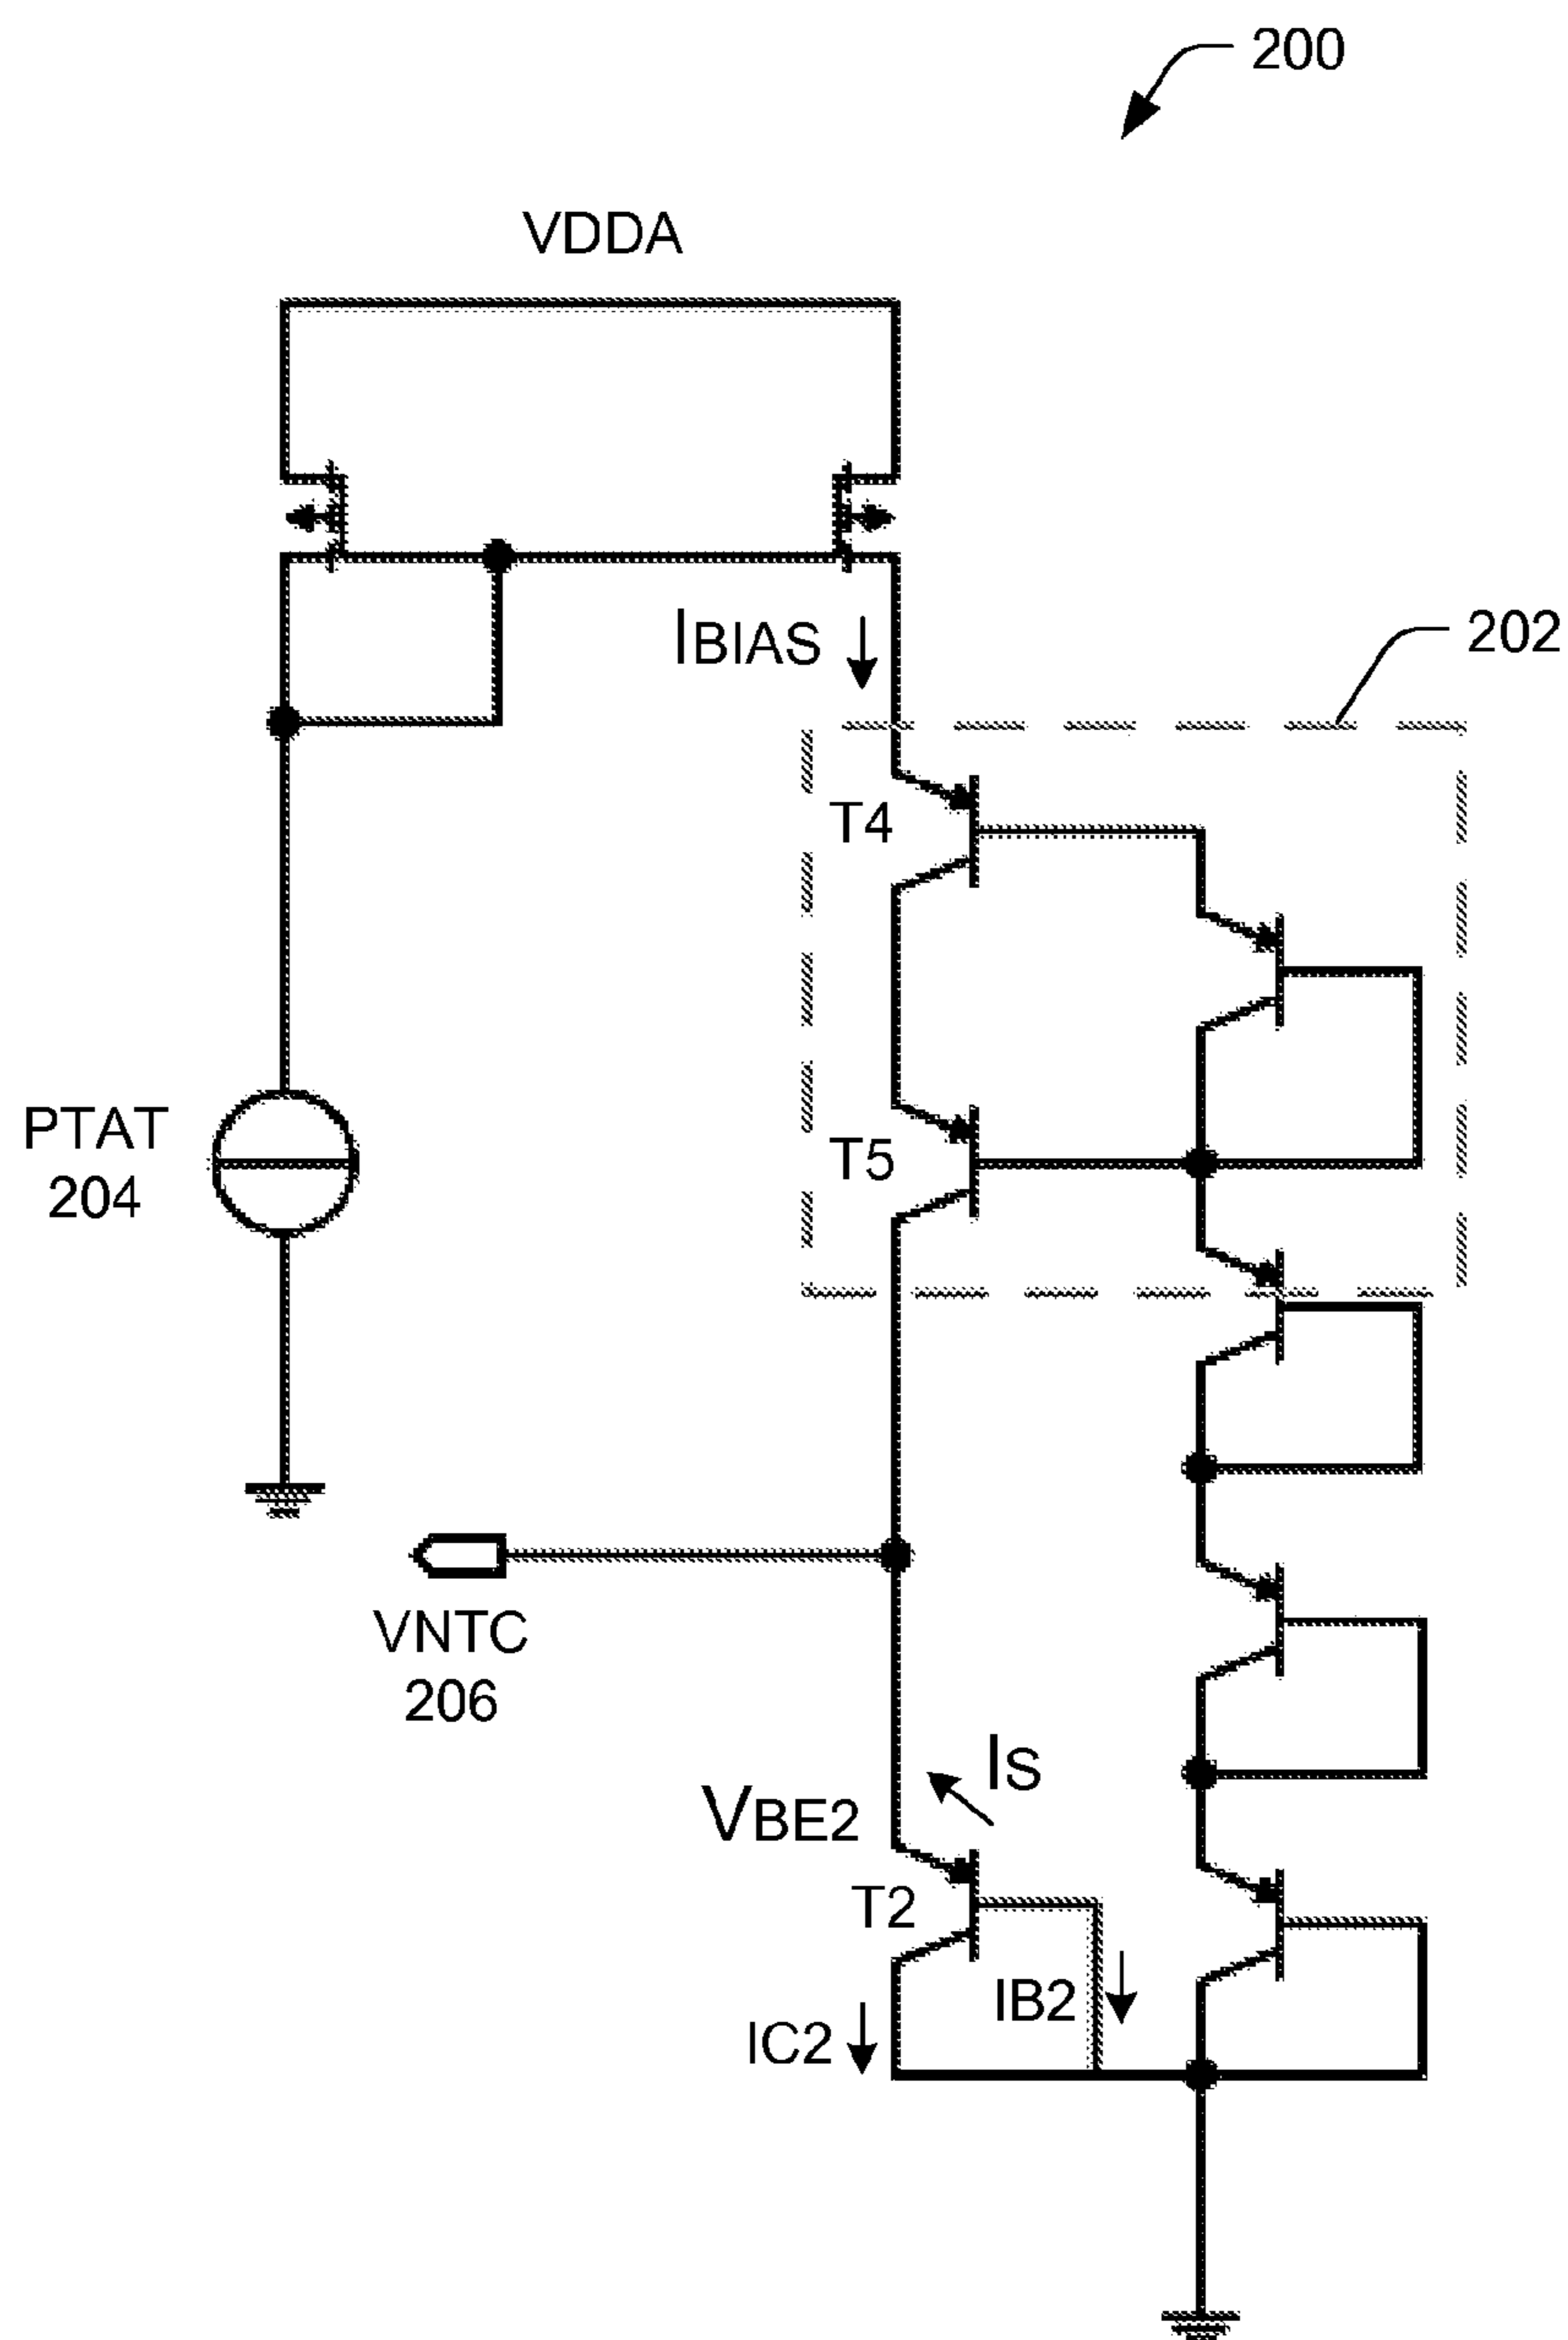 200
VDDA
IBIAS
202
T4
PTAT
204
T5
VNTC
206
IS
VBE2
T2
IB2
IC2